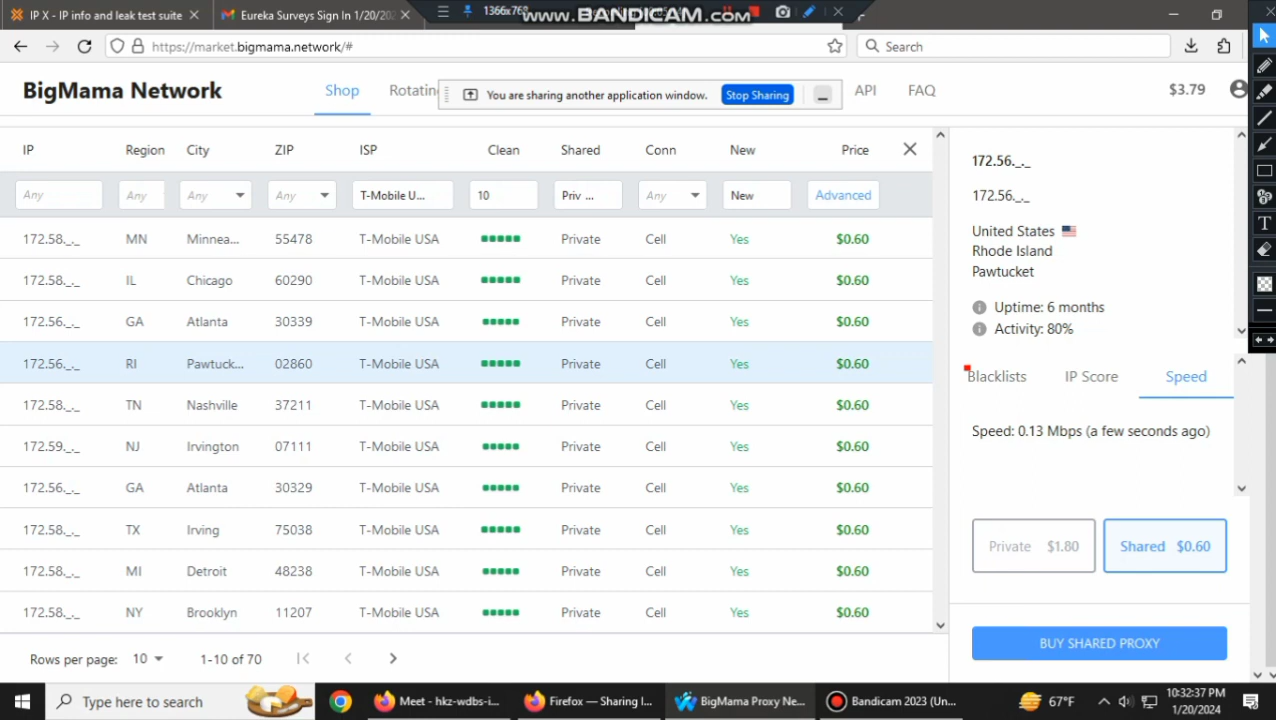 X - IP and leak test suite
Eureka Surveys Sign In 1/20/202
1366x768
www.BANDICAM.com
https://market.bigmama.network/#
Search
BigMama Network
Shop
Rotatin
You are sharing another application window.
Stop Sharing
API
FAQ
$3.79
IP Region City ZIP ISP Clean Shared Conn New Price
Any Any Any Any T-Mobile U... 10 Priv ... Any New Advanced
172.58._._ MN Minnea... 55478 T-Mobile USA Private Cell Yes $0.60
172.58._._ IL Chicago 60290 T-Mobile USA Private Cell Yes $0.60
172.56._._ GA Atlanta 30339 T-Mobile USA Private Cell Yes $0.60
172.56._._ RI Pawtuck... 02860 T-Mobile USA Private Cell Yes $0.60
172.58._._ TN Nashville 37211 T-Mobile USA Private Cell Yes $0.60
172.59._._ NJ Irvington 07111 T-Mobile USA Private Cell Yes $0.60
172.56._._ GA Atlanta 30329 T-Mobile USA Private Cell Yes $0.60
172.58._._ TX Irving 75038 T-Mobile USA Private Cell Yes $0.60
172.58._._ MI Detroit 48238 T-Mobile USA Private Cell Yes $0.60
172.58._._ NY Brooklyn 11207 T-Mobile USA Private Cell Yes $0.60
Rows per page: 10 1-10 of 70
172.56._._
172.56._._
United States
Rhode Island
Pawtucket
Uptime: 6 months
Activity: 80%
Blacklists IP Score Speed
Speed: 0.13 Mbps (a few seconds ago)
Private $1.80
Shared $0.60
BUY SHARED PROXY
Type here to search
Meet - hkz-wdbs-i...
Firefox — Sharing I...
BigMama Proxy Ne...
Bandicam 2023 (Un...
67°F
10:32:37 PM
1/20/2024